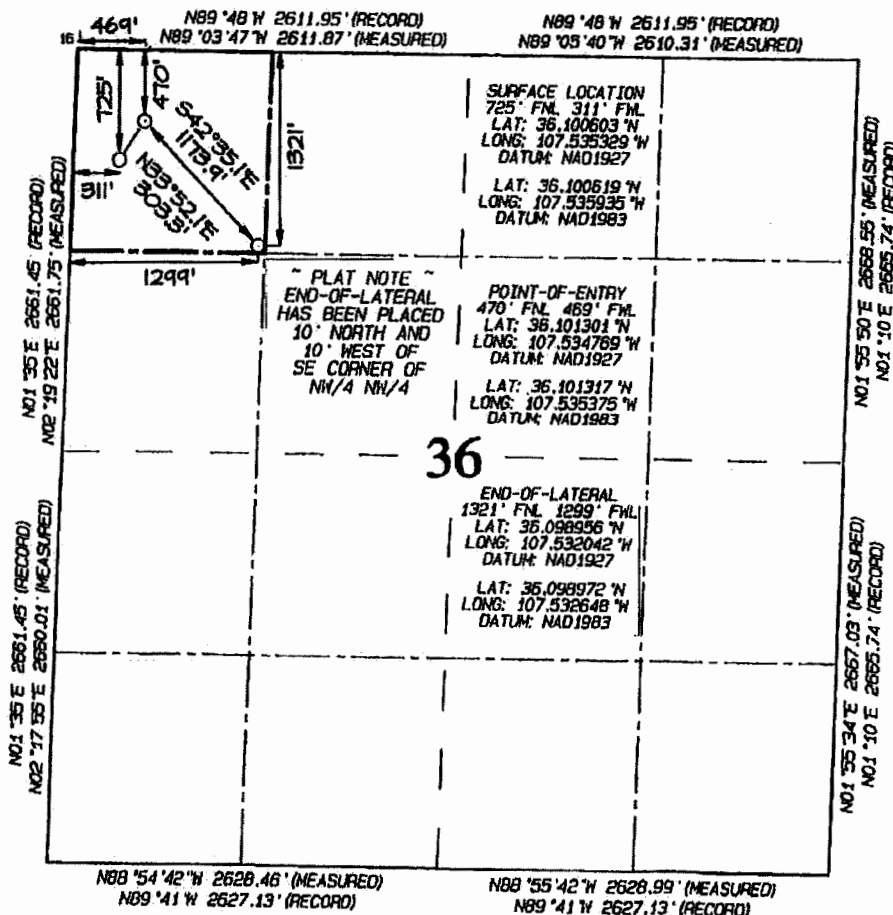 N89°48'W 2611.95' (RECORD)
N89°03'47"W 2611.87' (MEASURED)
N89°48'W 2611.95' (RECORD)
N89°05'40"W 2610.31' (MEASURED)
16
469'
725'
470'
S42°35.1'E
1173.9'
1321'
N33°52.1'E
303.3'
311'
1299'
SURFACE LOCATION
725' FNL 311' FWL
LAT: 36.100603°N
LONG: 107.535329°W
DATUM: NAD1927
LAT: 36.100619°N
LONG: 107.535935°W
DATUM: NAD1983
~ PLAT NOTE ~
END-OF-LATERAL
HAS BEEN PLACED
10' NORTH AND
10' WEST OF
SE CORNER OF
NW/4 NW/4
POINT-OF-ENTRY
470' FNL 469' FWL
LAT: 36.101301°N
LONG: 107.534769°W
DATUM: NAD1927
LAT: 36.101317°N
LONG: 107.535375°W
DATUM: NAD1983
36
END-OF-LATERAL
1321' FNL 1299' FWL
LAT: 36.098956°N
LONG: 107.532042°W
DATUM: NAD1927
LAT: 36.098972°N
LONG: 107.532648°W
DATUM: NAD1983
N01°35'E 2661.45' (RECORD)
N02°19'22"E 2661.75' (MEASURED)
N01°35'E 2661.45' (RECORD)
N02°17'55"E 2660.01' (MEASURED)
N01°55'50"E 2668.55' (MEASURED)
N01°10'E 2665.74' (RECORD)
N01°55'34"E 2667.03' (MEASURED)
N01°10'E 2665.74' (RECORD)
N88°54'42"W 2628.46' (MEASURED)
N89°41'W 2627.13' (RECORD)
N88°55'42"W 2628.99' (MEASURED)
N89°41'W 2627.13' (RECORD)